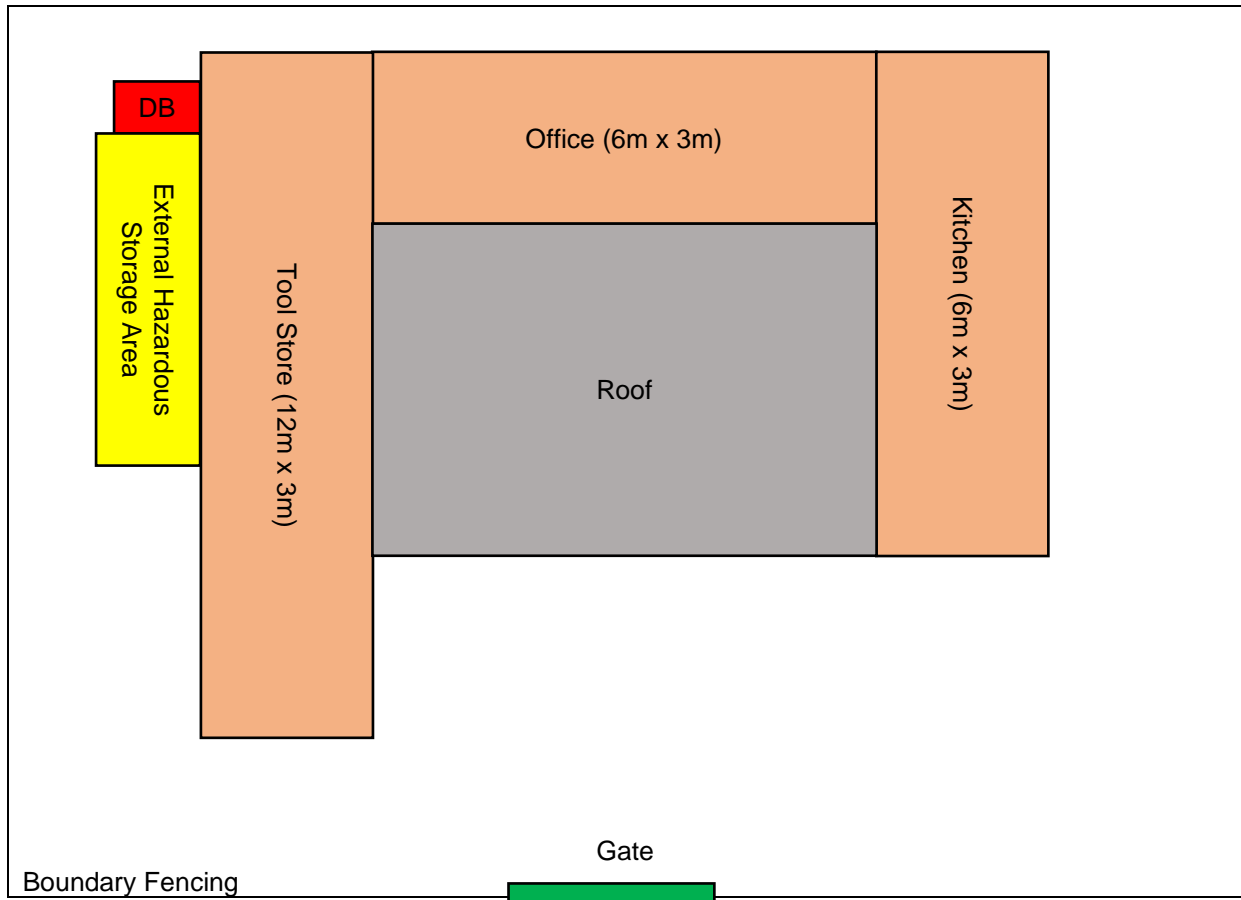 DB
Office (6m x 3m)
External Hazardous
Storage Area
Tool Store (12m x 3m)
Kitchen (6m x 3m)
Roof
Gate
Boundary Fencing